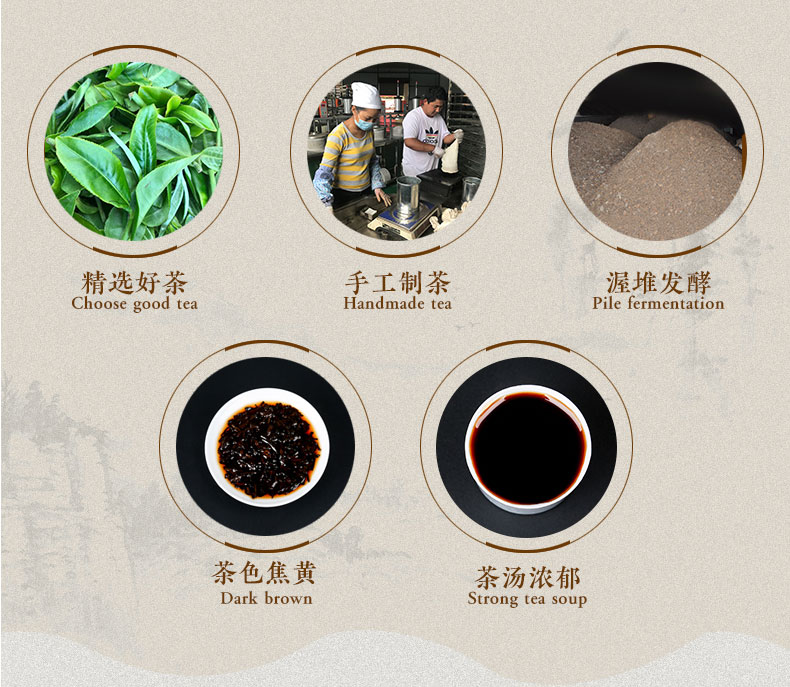 精选好茶
Choose good tea
手工制茶
Handmade tea
渥堆发酵
Pile fermentation
茶色焦黄
Dark brown
茶汤浓郁
Strong tea soup